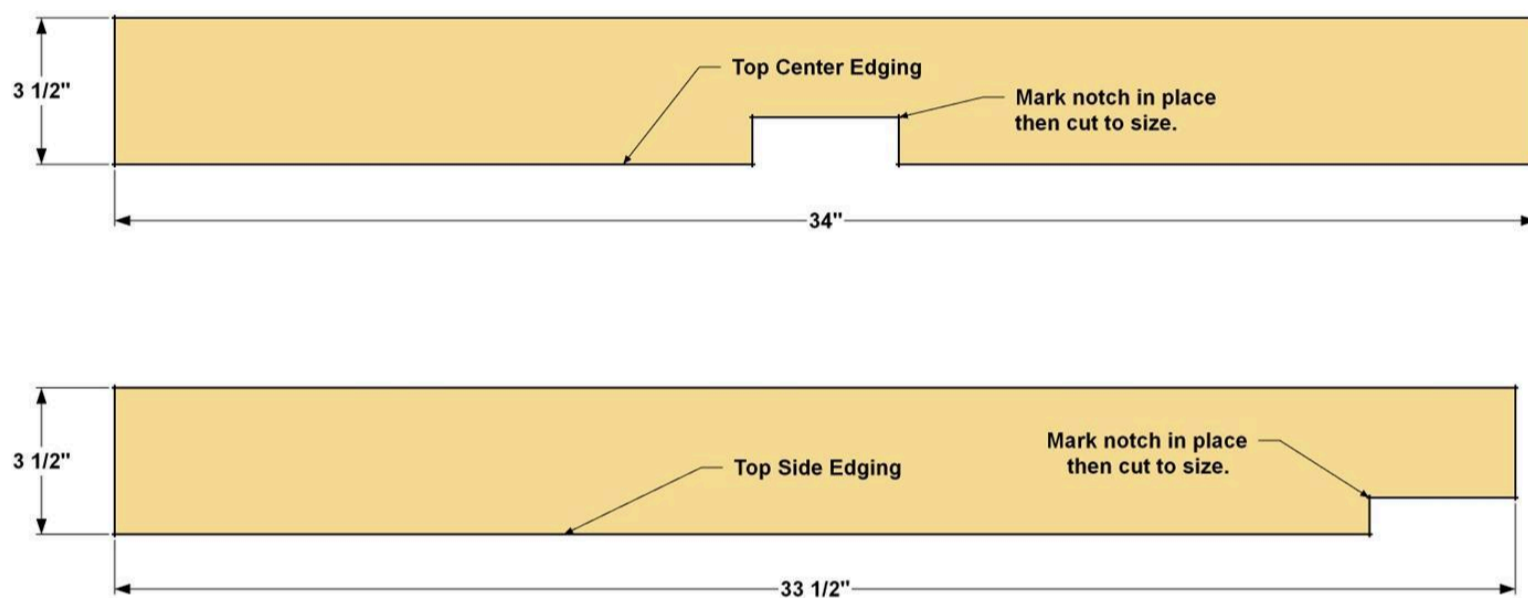 3 1/2"
Top Center Edging
Mark notch in place
then cut to size.
34"
3 1/2"
Top Side Edging
Mark notch in place
then cut to size.
33 1/2"